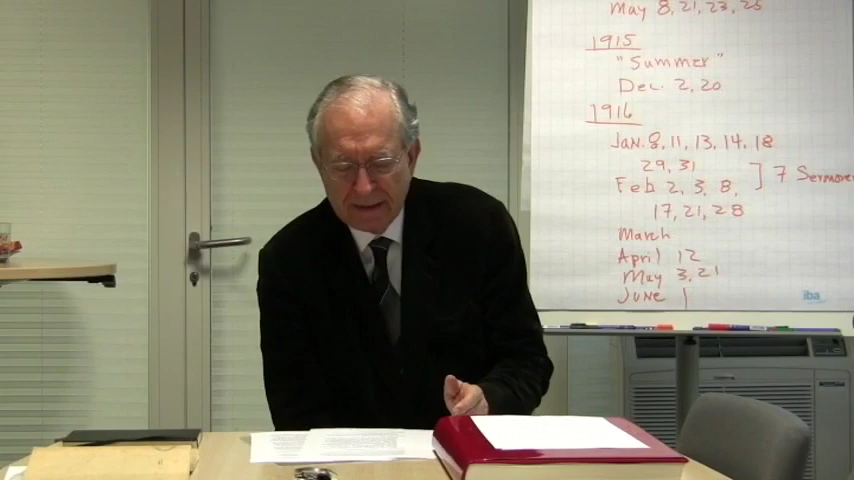 May 8, 21, 23, 25
1915
"Summer"
Dec. 2, 20
1916
Jan. 8, 11, 13, 14, 18
29, 31
] 7 Sermones
Feb 2, 3, 8,
17, 21, 28
March
April 12
May 3, 21
June 1
iba